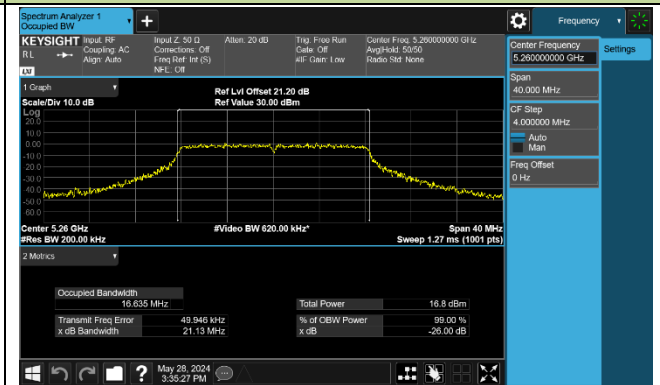 Spectrum Analyzer 1
Occupied BW
+
Frequency
KEYSIGHT
RL
LXI
Input: RF
Coupling: AC
Align: Auto
Input Z: 50 Ω
Corrections: Off
Freq Ref: Int (S)
NFE: Off
Atten: 20 dB
Trig: Free Run
Gate: Off
#IF Gain: Low
Center Freq: 5.260000000 GHz
Avg|Hold: 50/50
Radio Std: None
Center Frequency
5.260000000 GHz
Settings
Span
40.000 MHz
CF Step
4.000000 MHz
Auto
Man
Freq Offset
0 Hz
1 Graph
Scale/Div 10.0 dB
Ref Lvl Offset 21.20 dB
Ref Value 30.00 dBm
Log
20.0
10.0
0.00
-10.0
-20.0
-30.0
-40.0
-50.0
-60.0
Center 5.26 GHz
#Res BW 200.00 kHz
#Video BW 620.00 kHz*
Span 40 MHz
Sweep 1.27 ms (1001 pts)
2 Metrics
Occupied Bandwidth
16.635 MHz
Total Power 16.8 dBm
Transmit Freq Error 49.946 kHz
% of OBW Power 99.00 %
x dB Bandwidth 21.13 MHz
x dB -26.00 dB
?
May 28, 2024
3:35:27 PM